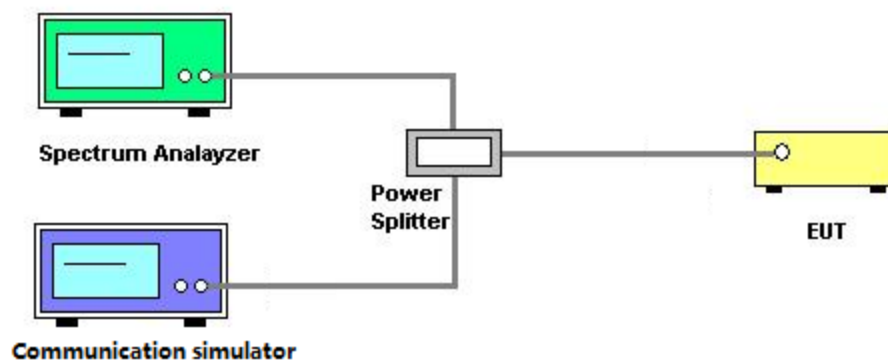 Spectrum Analayzer
Power
Splitter
EUT
Communication simulator